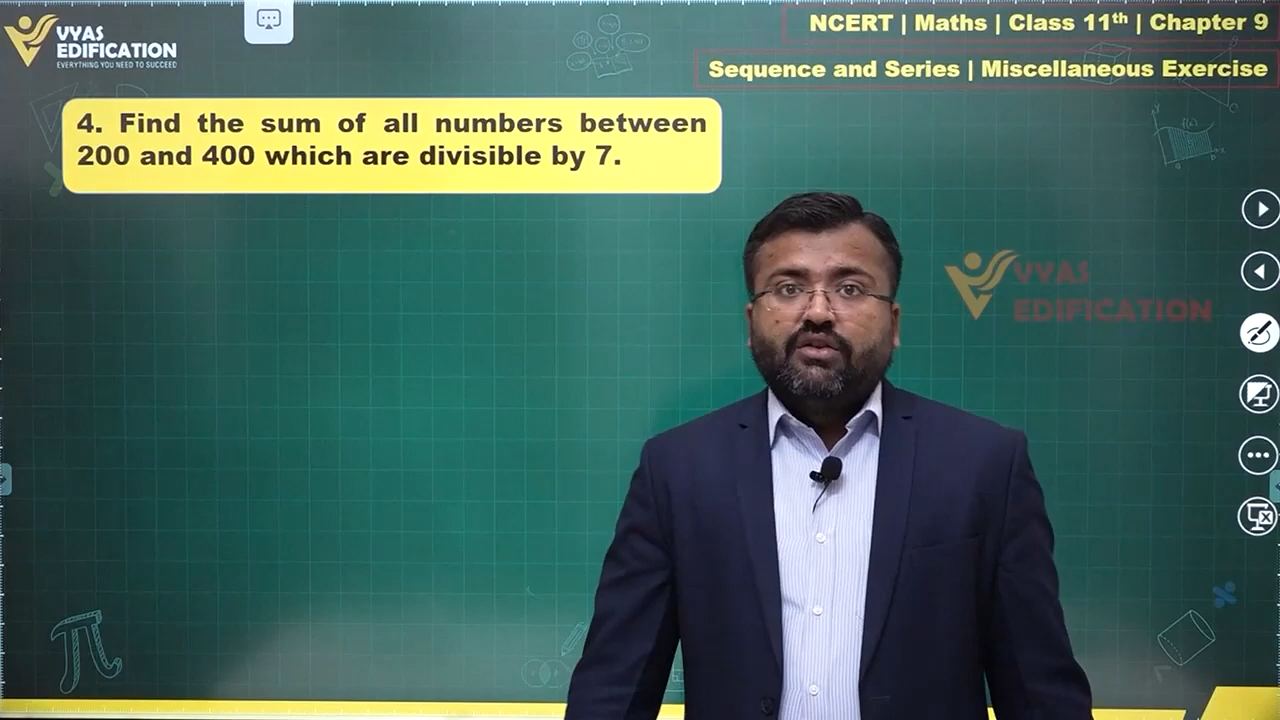 VYAS
EDIFICATION
EVERYTHING YOU NEED TO SUCCEED
NCERT | Maths | Class 11th | Chapter 9
Sequence and Series | Miscellaneous Exercise
4. Find the sum of all numbers between
200 and 400 which are divisible by 7.
VYAS
EDIFICATION
π